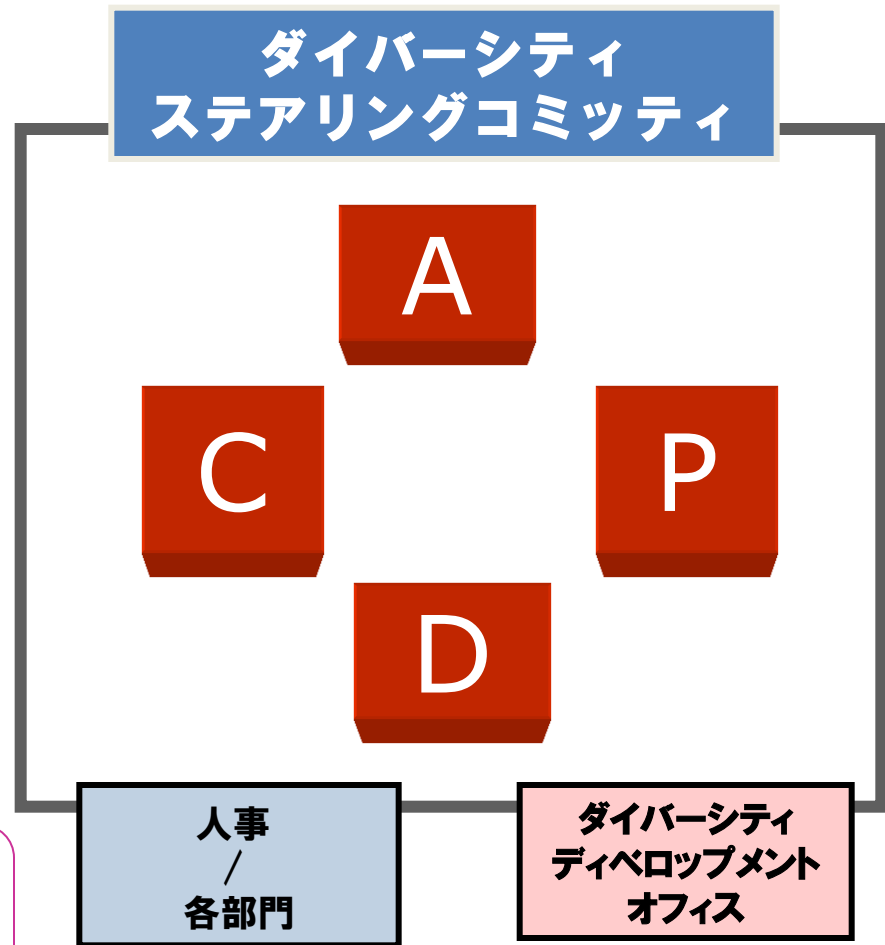 ダイバーシティ
ステアリングコミッティ
A
C
P
D
人事
/
各部門
ダイバーシティ
ディベロップメント
オフィス